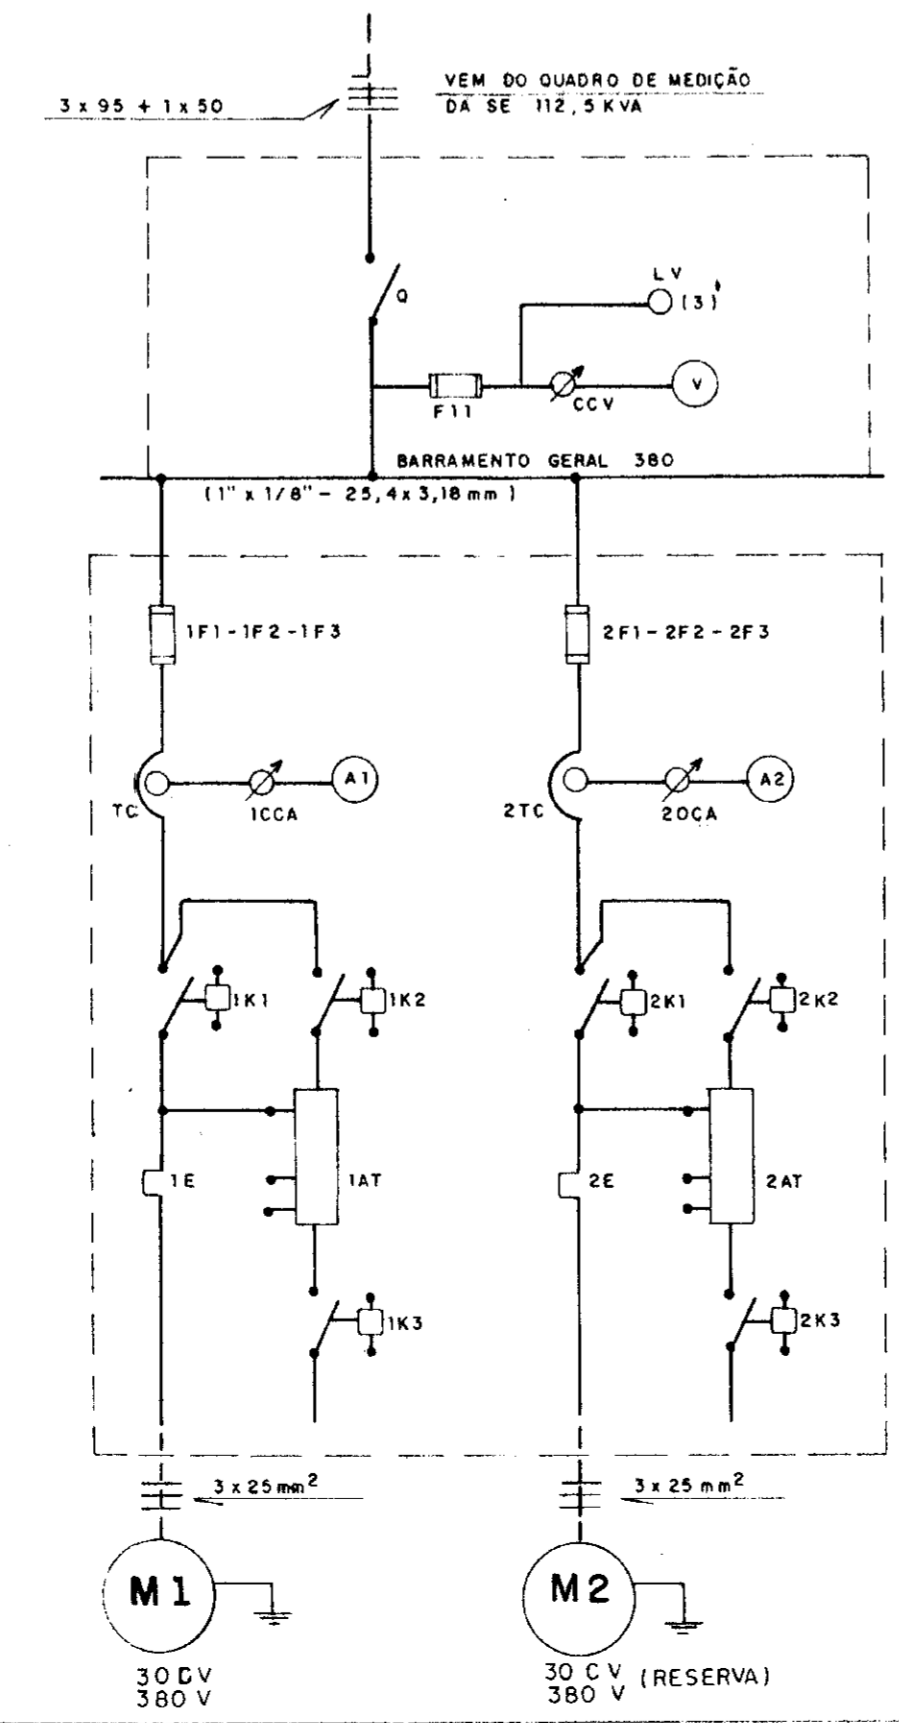 3 x 95 + 1 x 50
VEM DO QUADRO DE MEDIÇÃO
DA SE 112,5 KVA
Q
LV
(3)
F11
CCV
V
BARRAMENTO GERAL 380
(1" x 1/8" - 25,4 x 3,18 mm)
1F1-1F2-1F3
2F1-2F2-2F3
TC
1CCA
A1
2TC
2OCA
A2
1K1
1K2
2K1
2K2
1E
1AT
2E
2AT
1K3
2K3
3 x 25 mm²
3 x 25 mm²
M1
M2
30 CV
380 V
30 CV
380 V
(RESERVA)